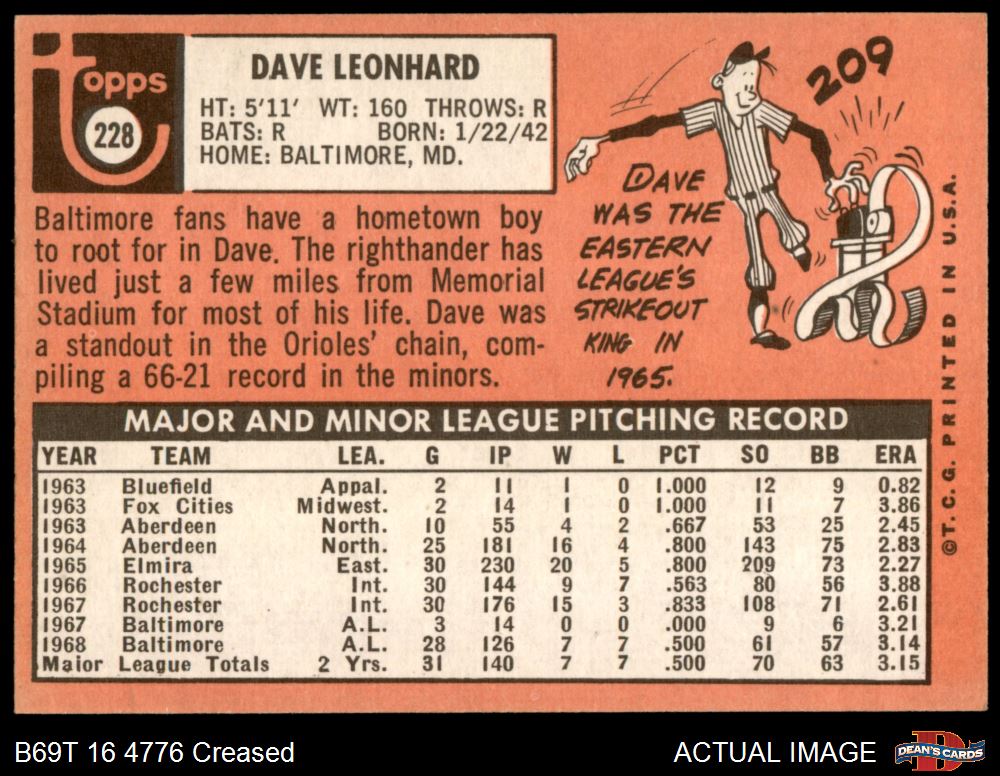 Topps
228
DAVE LEONHARD
HT: 5'11' WT: 160 THROWS: R
BATS: R BORN: 1/22/42
HOME: BALTIMORE, MD.
Baltimore fans have a hometown boy
to root for in Dave. The righthander has
lived just a few miles from Memorial
Stadium for most of his life. Dave was
a standout in the Orioles' chain, com-
piling a 66-21 record in the minors.
209
DAVE
WAS THE
EASTERN
LEAGUE'S
STRIKEOUT
KING IN
1965.
MAJOR AND MINOR LEAGUE PITCHING RECORD
YEAR TEAM LEA. G IP W L PCT SO BB ERA
1963 Bluefield Appal. 2 11 1 0 1.000 12 9 0.82
1963 Fox Cities Midwest. 2 14 1 0 1.000 11 7 3.86
1963 Aberdeen North. 10 55 4 2 .667 53 25 2.45
1964 Aberdeen North. 25 181 16 4 .800 143 75 2.83
1965 Elmira East. 30 230 20 5 .800 209 73 2.27
1966 Rochester Int. 30 144 9 7 .563 80 56 3.88
1967 Rochester Int. 30 176 15 3 .833 108 71 2.61
1967 Baltimore A.L. 3 14 0 0 .000 9 6 3.21
1968 Baltimore A.L. 28 126 7 7 .500 61 57 3.14
Major League Totals 2 Yrs. 31 140 7 7 .500 70 63 3.15
©T. C. G. PRINTED IN U.S.A.
B69T 16 4776 Creased
ACTUAL IMAGE
D
DEAN'S CARDS